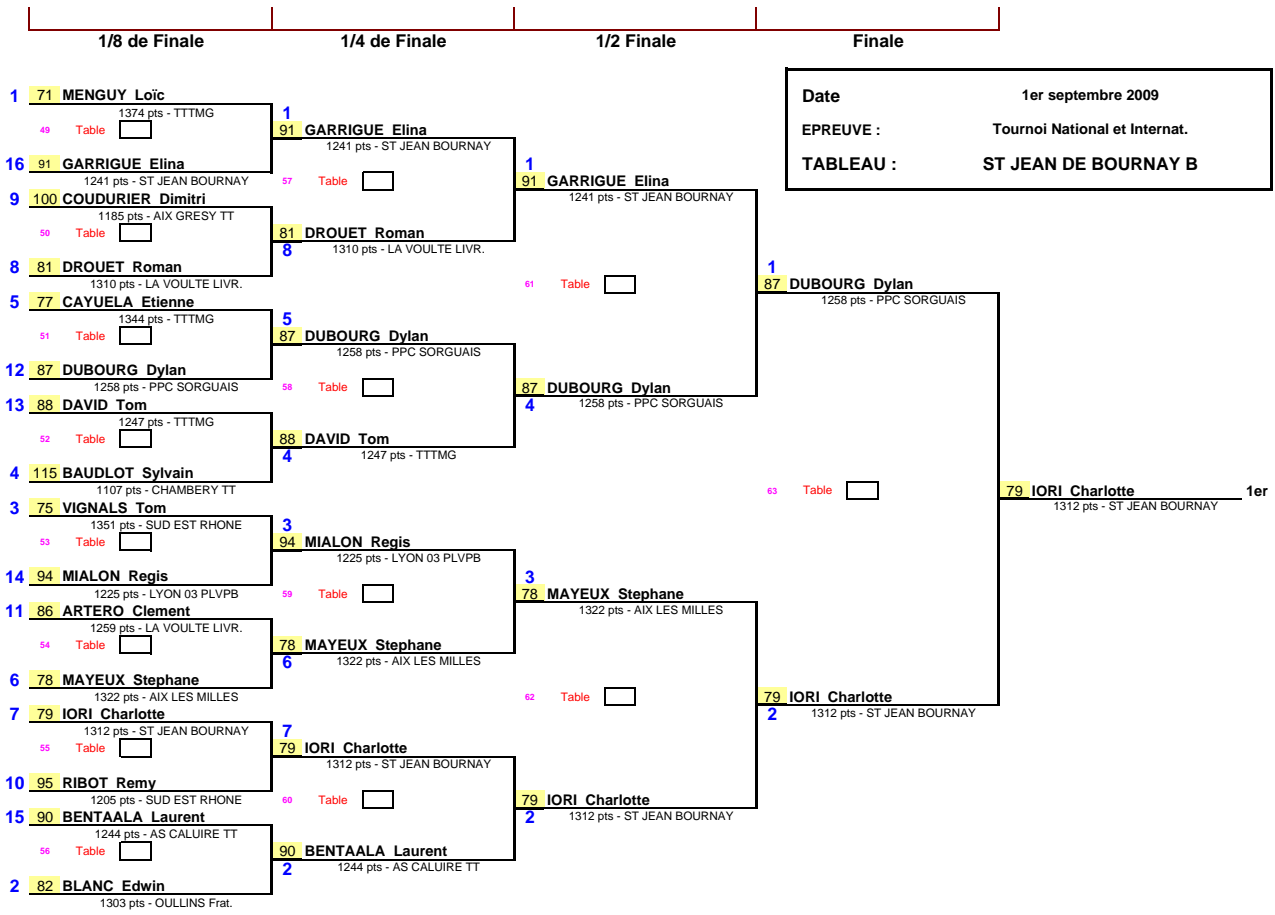 1/8 de Finale
1/4 de Finale
1/2 Finale
Finale
Date 1er septembre 2009
EPREUVE : Tournoi National et Internat.
TABLEAU : ST JEAN DE BOURNAY B
1 71 MENGUY Loïc
1374 pts - TTTMG
49 Table
16 91 GARRIGUE Elina
1241 pts - ST JEAN BOURNAY
9 100 COUDURIER Dimitri
1185 pts - AIX GRESY TT
50 Table
8 81 DROUET Roman
1310 pts - LA VOULTE LIVR.
5 77 CAYUELA Etienne
1344 pts - TTTMG
51 Table
12 87 DUBOURG Dylan
1258 pts - PPC SORGUAIS
13 88 DAVID Tom
1247 pts - TTTMG
52 Table
4 115 BAUDLOT Sylvain
1107 pts - CHAMBERY TT
3 75 VIGNALS Tom
1351 pts - SUD EST RHONE
53 Table
14 94 MIALON Regis
1225 pts - LYON 03 PLVPB
11 86 ARTERO Clement
1259 pts - LA VOULTE LIVR.
54 Table
6 78 MAYEUX Stephane
1322 pts - AIX LES MILLES
7 79 IORI Charlotte
1312 pts - ST JEAN BOURNAY
55 Table
10 95 RIBOT Remy
1205 pts - SUD EST RHONE
15 90 BENTAALA Laurent
1244 pts - AS CALUIRE TT
56 Table
2 82 BLANC Edwin
1303 pts - OULLINS Frat.
1
91 GARRIGUE Elina
1241 pts - ST JEAN BOURNAY
57 Table
81 DROUET Roman
8 1310 pts - LA VOULTE LIVR.
5
87 DUBOURG Dylan
1258 pts - PPC SORGUAIS
58 Table
88 DAVID Tom
4 1247 pts - TTTMG
3
94 MIALON Regis
1225 pts - LYON 03 PLVPB
59 Table
78 MAYEUX Stephane
6 1322 pts - AIX LES MILLES
7
79 IORI Charlotte
1312 pts - ST JEAN BOURNAY
60 Table
90 BENTAALA Laurent
2 1244 pts - AS CALUIRE TT
1
91 GARRIGUE Elina
1241 pts - ST JEAN BOURNAY
61 Table
87 DUBOURG Dylan
4 1258 pts - PPC SORGUAIS
3
78 MAYEUX Stephane
1322 pts - AIX LES MILLES
62 Table
79 IORI Charlotte
2 1312 pts - ST JEAN BOURNAY
1
87 DUBOURG Dylan
1258 pts - PPC SORGUAIS
63 Table
79 IORI Charlotte
2 1312 pts - ST JEAN BOURNAY
79 IORI Charlotte 1er
1312 pts - ST JEAN BOURNAY